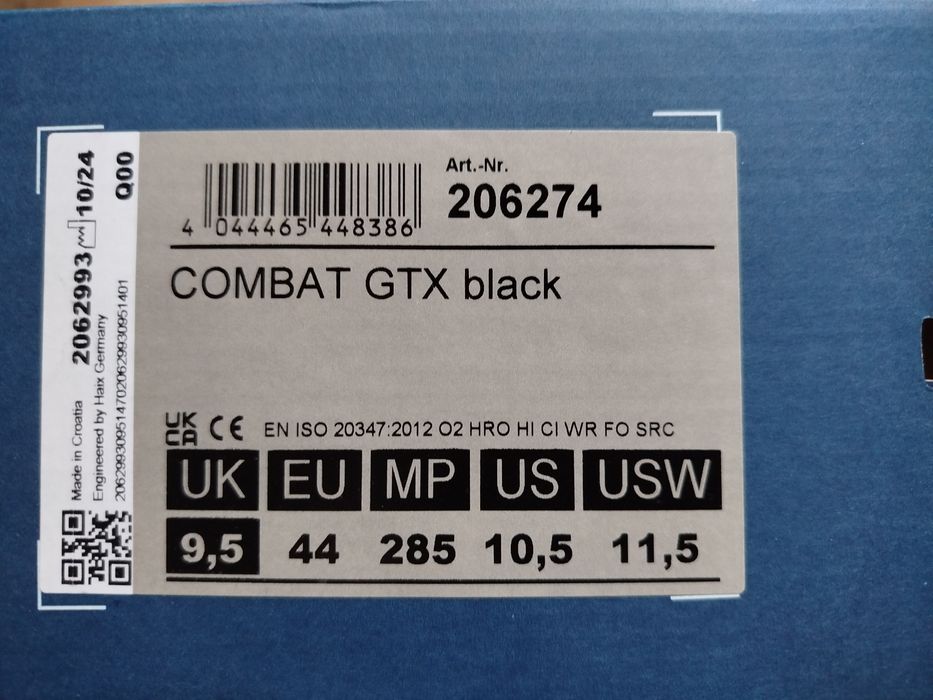 Art.-Nr.
206274
4 044465 448386
COMBAT GTX black
UK CA CE EN ISO 20347:2012 O2 HRO HI CI WR FO SRC
UK EU MP US USW
9,5 44 285 10,5 11,5
Made in Croatia 2062993 10/24
Engineered by Haix Germany Q00